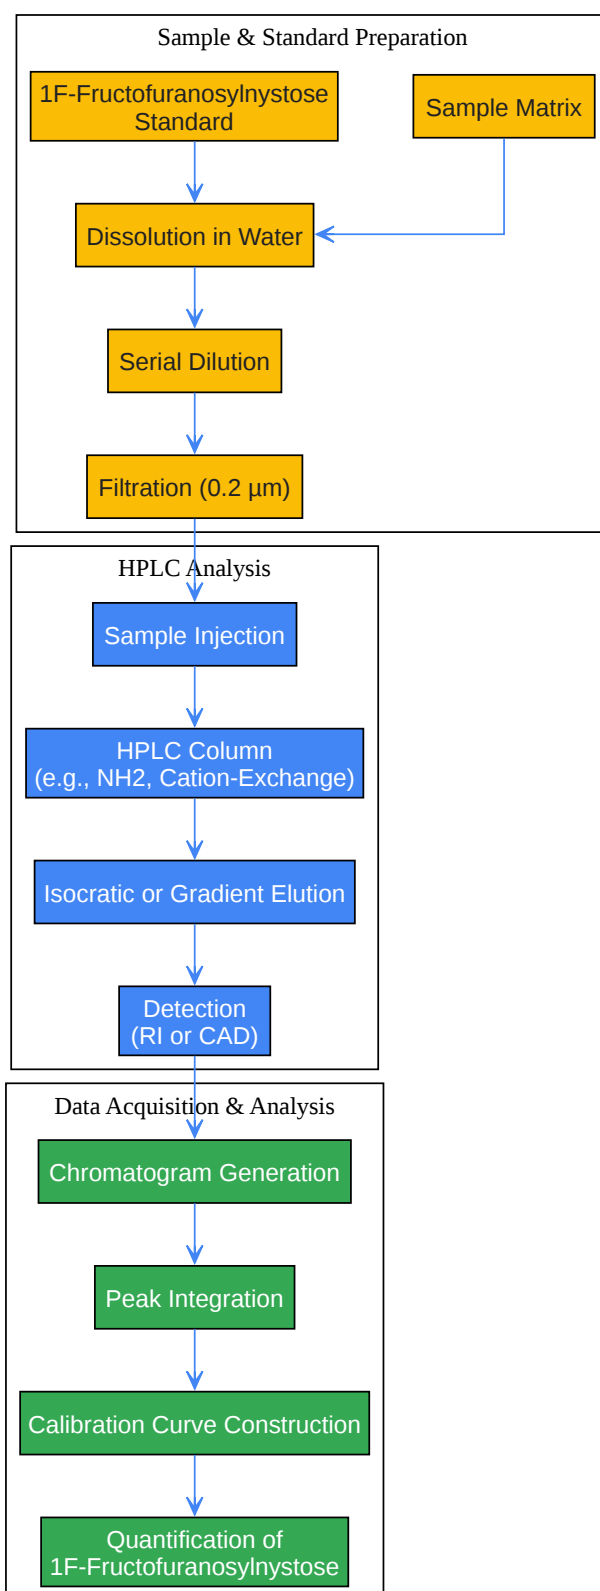 Sample & Standard Preparation
1F-Fructofuranosylnystose
Standard
Sample Matrix
Dissolution in Water
Serial Dilution
Filtration (0.2 µm)
HPLC Analysis
Sample Injection
HPLC Column
(e.g., NH2, Cation-Exchange)
Isocratic or Gradient Elution
Detection
(RI or CAD)
Data Acquisition & Analysis
Chromatogram Generation
Peak Integration
Calibration Curve Construction
Quantification of
1F-Fructofuranosylnystose